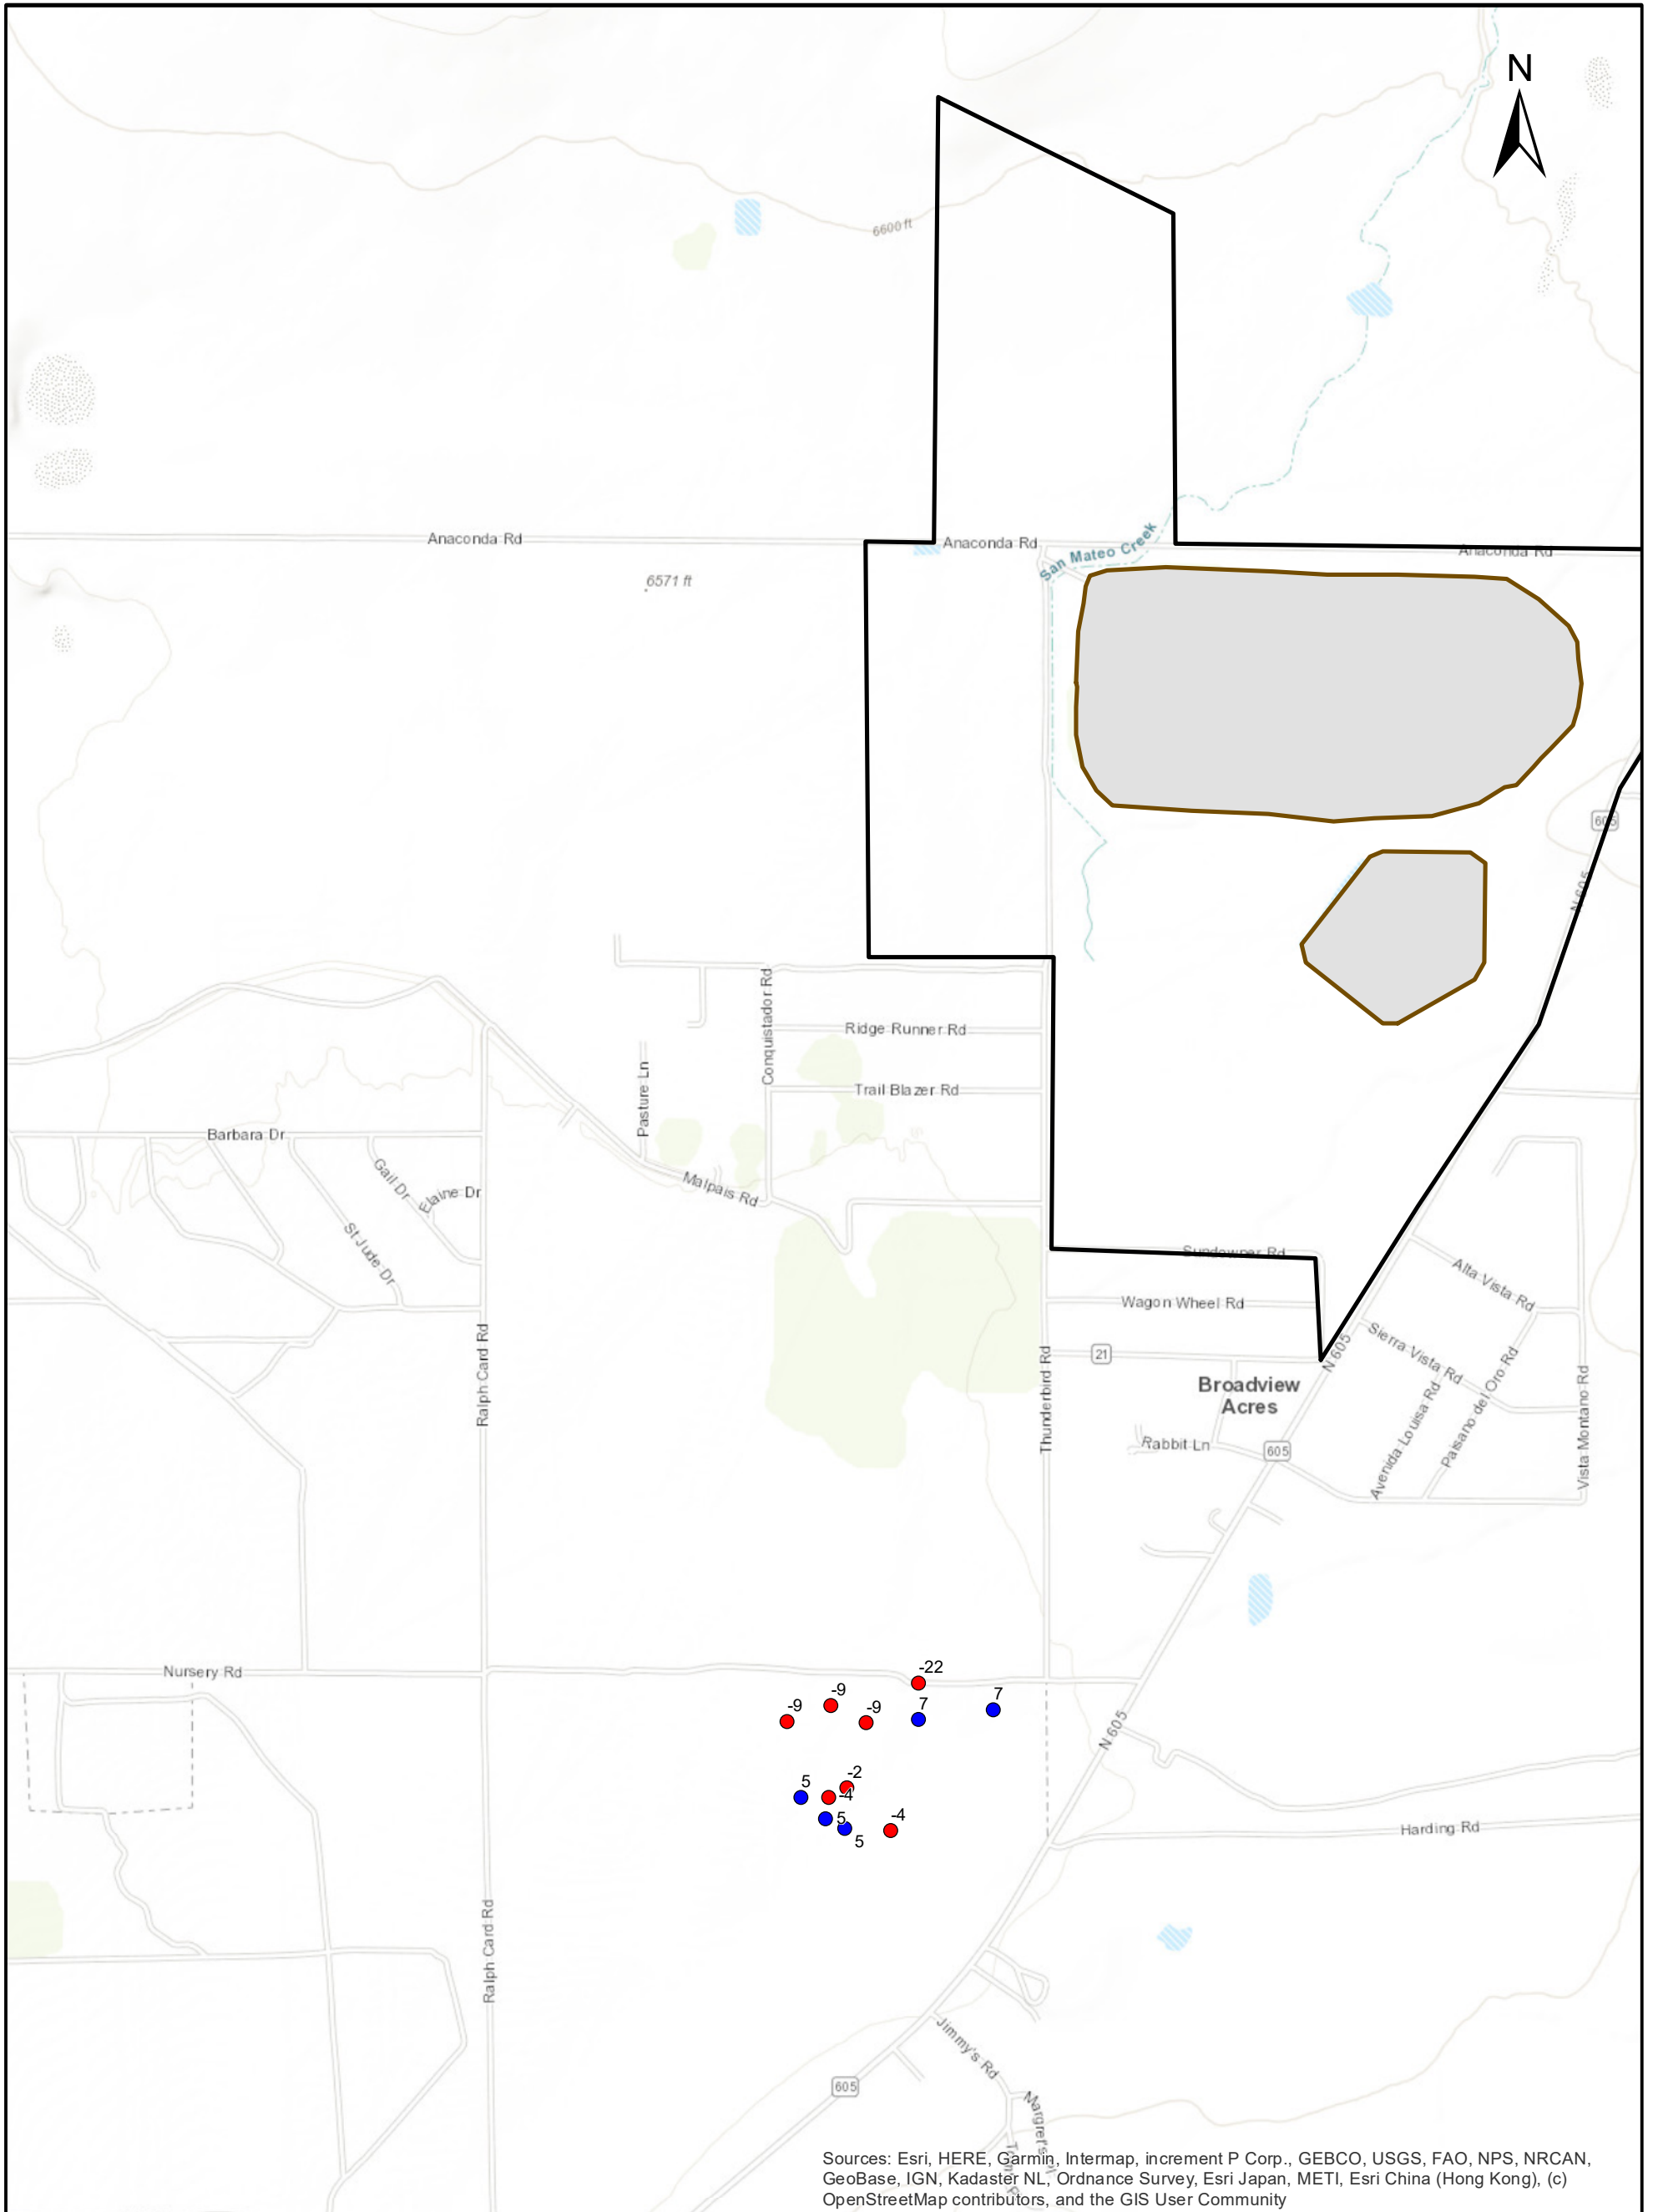 N
6600 ft
Anaconda Rd
Anaconda Rd
San Mateo Creek
Anaconda Rd
6571 ft
605
N 605
Conquistador Rd
Ridge Runner Rd
Pasture Ln
Trail Blazer Rd
Barbara Dr
Gail Dr
Elaine Dr
Malpais Rd
St Jude Dr
Sundowner Rd
Alta Vista Rd
Wagon Wheel Rd
Ralph Card Rd
Thunderbird Rd
21
N 605
Sierra Vista Rd
Broadview
Acres
Avenida Louisa Rd
Paisano del Oro Rd
Vista Montano Rd
Rabbit Ln
605
Nursery Rd
-22
-9
-9
-9
7
7
N 605
-2
5
-4
5
5
-4
Harding Rd
Ralph Card Rd
Jimmy's Rd
605
Sources: Esri, HERE, Garmin, Intermap, increment P Corp., GEBCO, USGS, FAO, NPS, NRCAN,
GeoBase, IGN, Kadaster NL, Ordnance Survey, Esri Japan, METI, Esri China (Hong Kong), (c)
OpenStreetMap contributors, and the GIS User Community